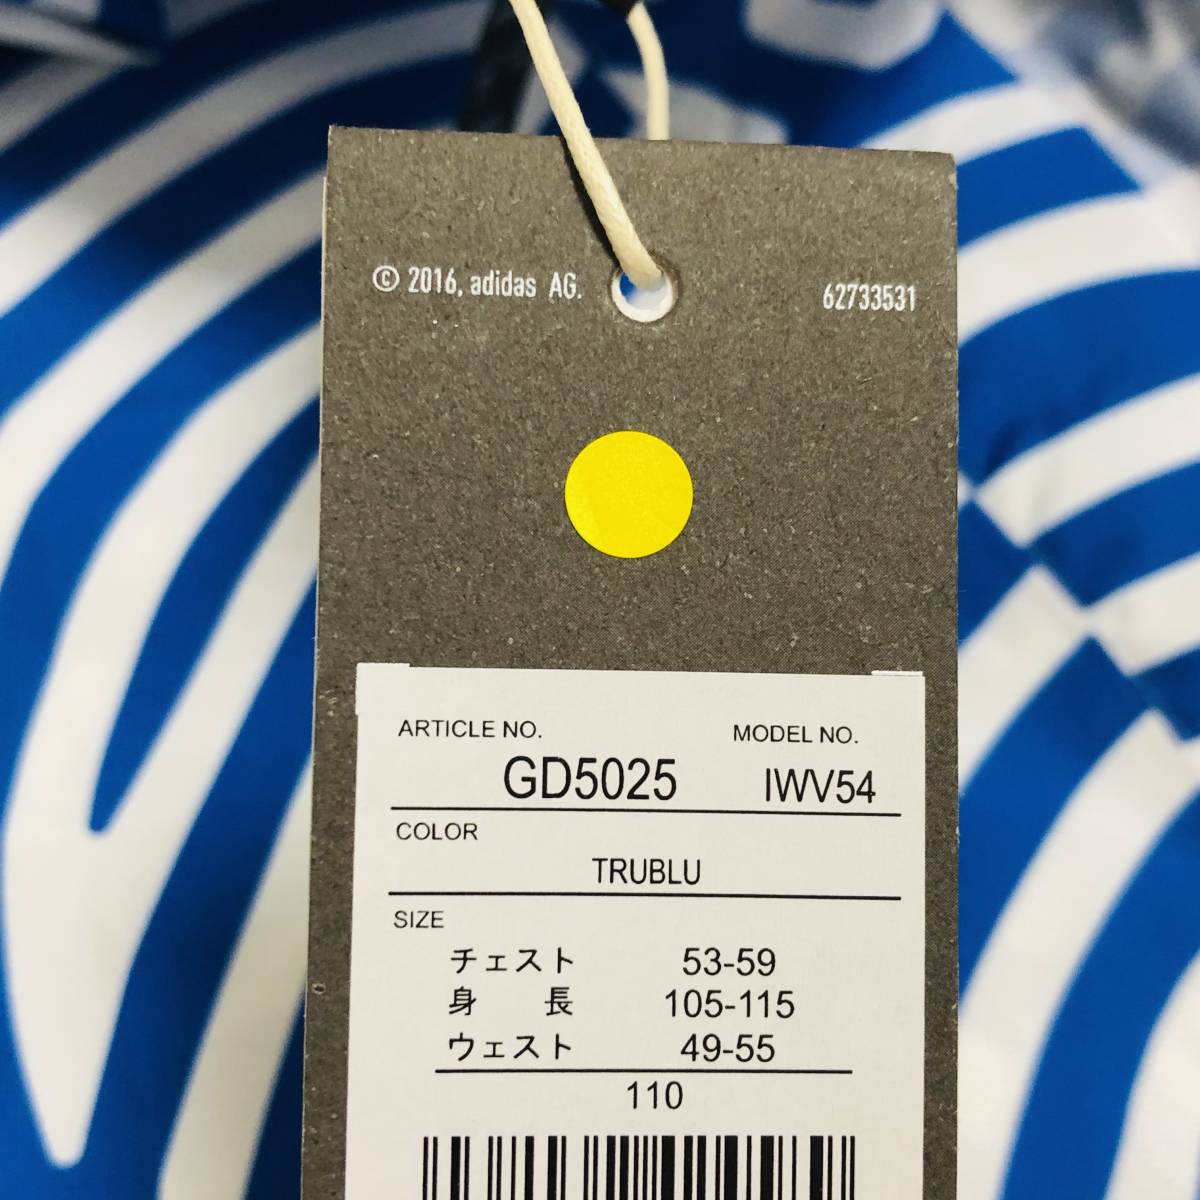 © 2016, adidas AG.
62733531
ARTICLE NO. MODEL NO.
GD5025 IWV54
COLOR
TRUBLU
SIZE
チェスト 53-59
身 長 105-115
ウェスト 49-55
110